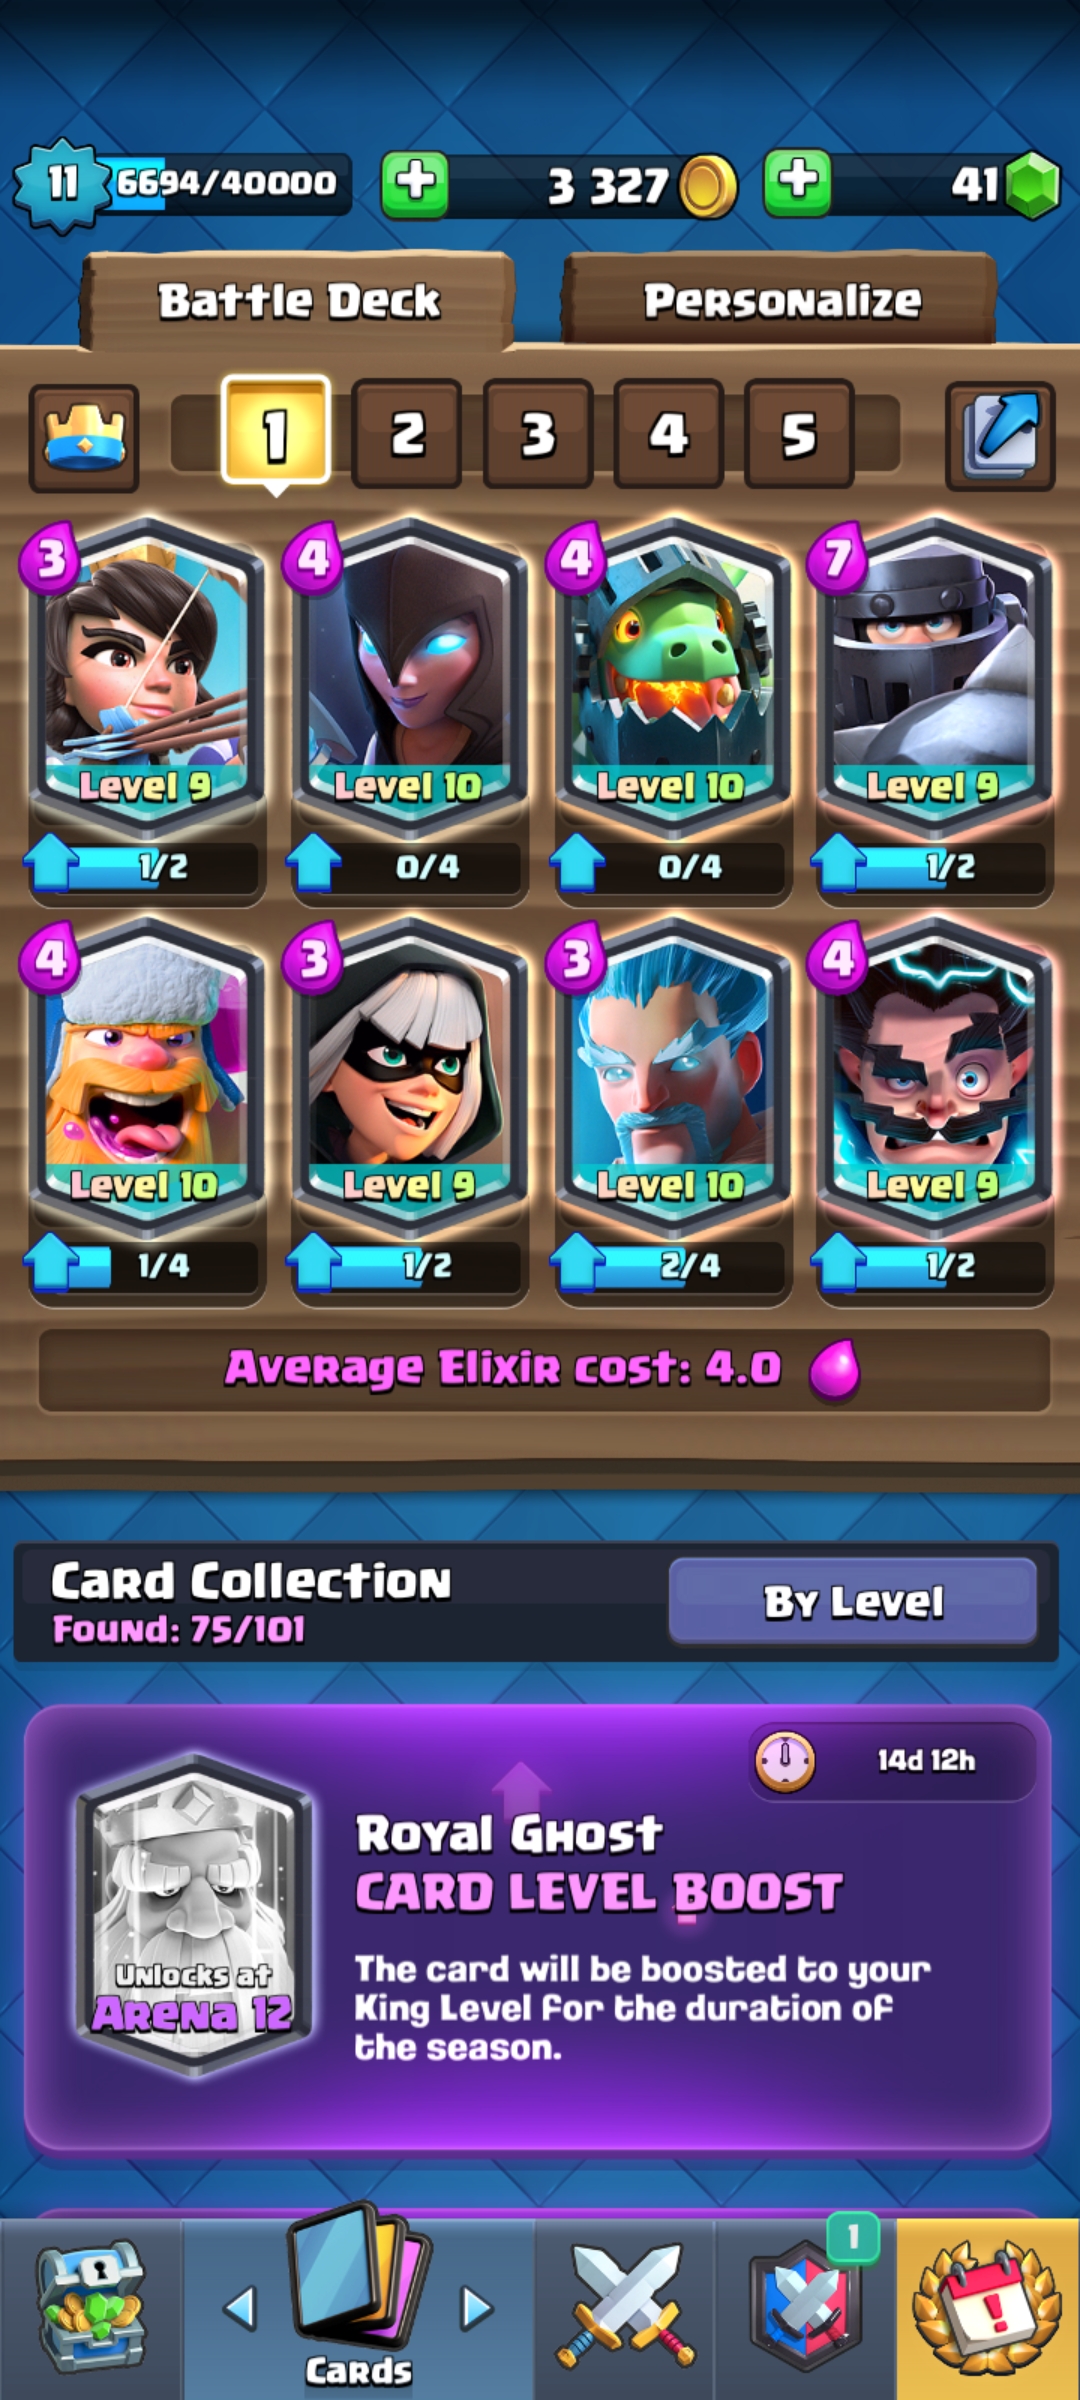 11 6694/40000 3 327 41
Battle Deck Personalize
1 2 3 4 5
3 4 4 7
Level 9 Level 10 Level 10 Level 9
1/2 0/4 0/4 1/2
4 3 3 4
Level 10 Level 9 Level 10 Level 9
1/4 1/2 2/4 1/2
Average Elixir cost: 4.0
Card Collection
Found: 75/101
By Level
14d 12h
Royal Ghost
CARD LEVEL BOOST
Unlocks at
Arena 12
The card will be boosted to your
King Level for the duration of
the season.
1
Cards